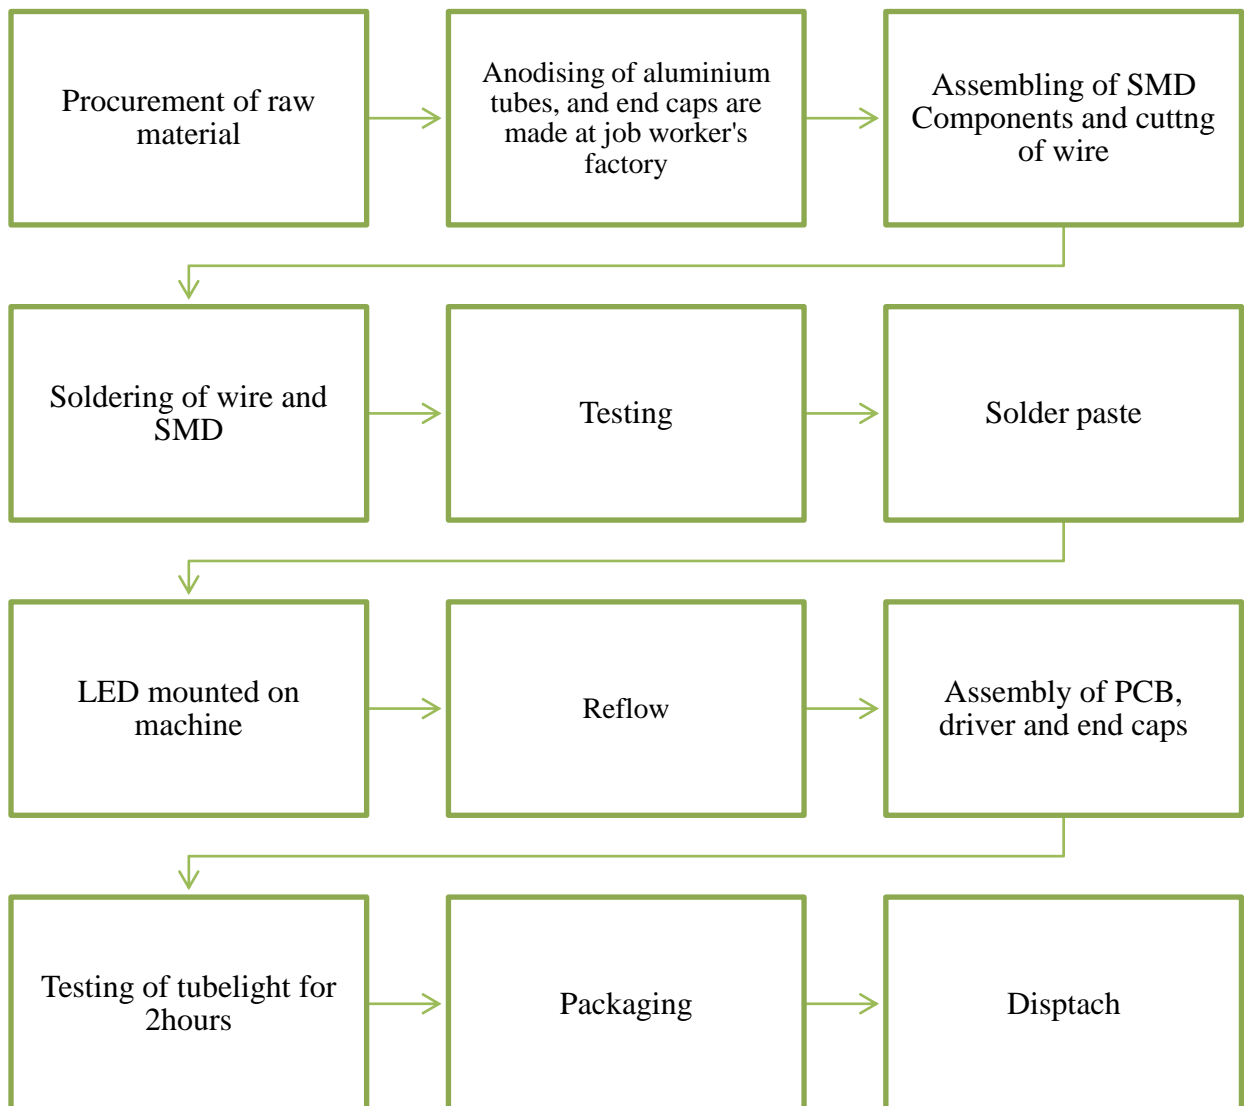 Procurement of raw
material
Anodising of aluminium
tubes, and end caps are
made at job worker's
factory
Assembling of SMD
Components and cuttng
of wire
Soldering of wire and
SMD
Testing
Solder paste
LED mounted on
machine
Reflow
Assembly of PCB,
driver and end caps
Testing of tubelight for
2hours
Packaging
Disptach